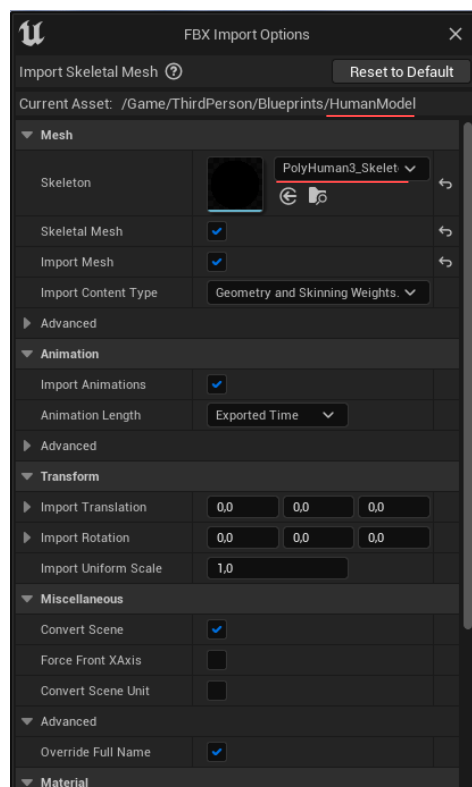 FBX Import Options
Import Skeletal Mesh ? Reset to Default
Current Asset: /Game/ThirdPerson/Blueprints/HumanModel
Mesh
Skeleton PolyHuman3_Skelet
Skeletal Mesh
Import Mesh
Import Content Type Geometry and Skinning Weights.
Advanced
Animation
Import Animations
Animation Length Exported Time
Advanced
Transform
Import Translation 0,0 0,0 0,0
Import Rotation 0,0 0,0 0,0
Import Uniform Scale 1,0
Miscellaneous
Convert Scene
Force Front XAxis
Convert Scene Unit
Advanced
Override Full Name
Material